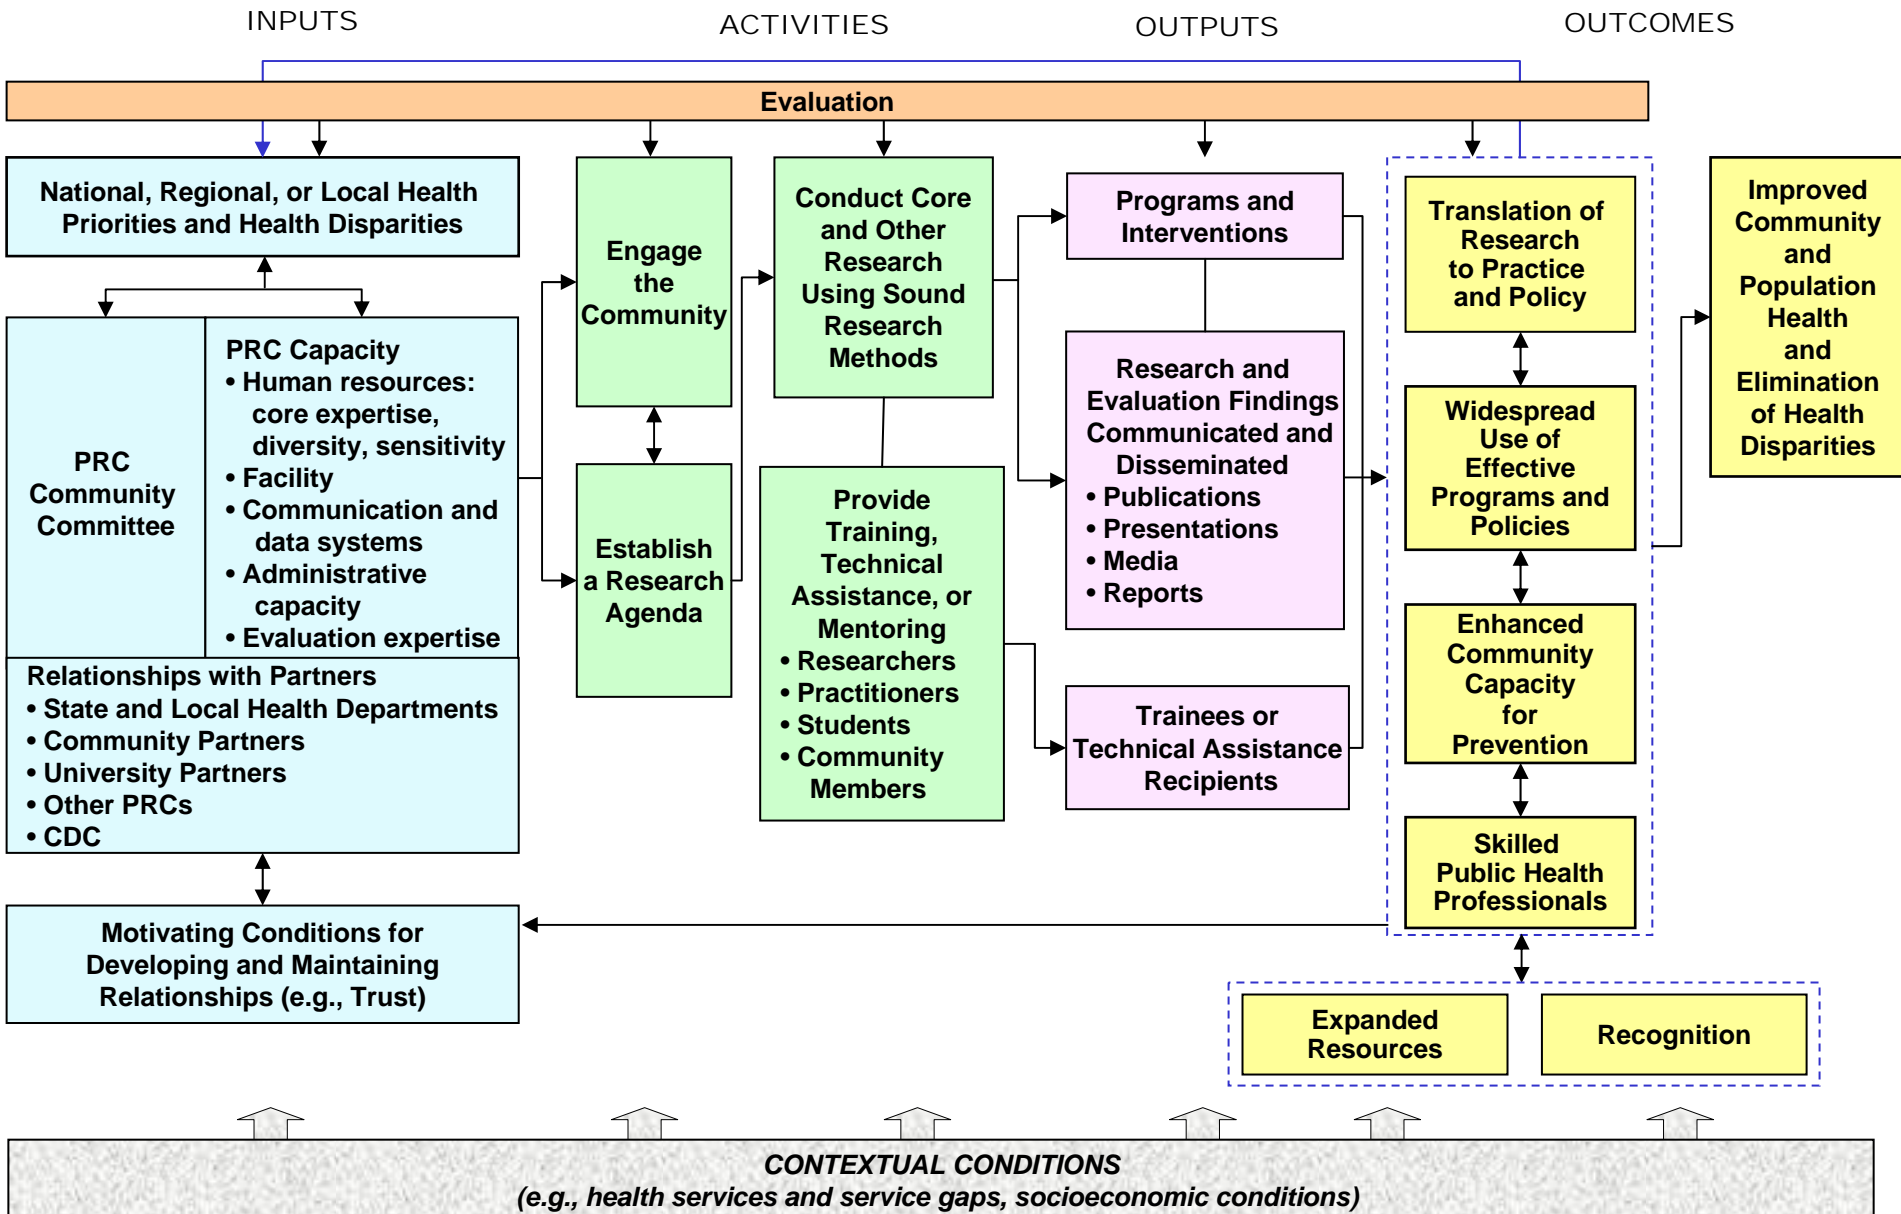 INPUTS
ACTIVITIES
OUTPUTS
OUTCOMES
Evaluation
National, Regional, or Local Health
Priorities and Health Disparities
PRC
Community
Committee
PRC Capacity
• Human resources:
core expertise,
diversity, sensitivity
• Facility
• Communication and
data systems
• Administrative
capacity
• Evaluation expertise
Relationships with Partners
• State and Local Health Departments
• Community Partners
• University Partners
• Other PRCs
• CDC
Motivating Conditions for
Developing and Maintaining
Relationships (e.g., Trust)
Engage
the
Community
Establish
a Research
Agenda
Conduct Core
and Other
Research
Using Sound
Research
Methods
Provide
Training,
Technical
Assistance, or
Mentoring
• Researchers
• Practitioners
• Students
• Community
Members
Programs and
Interventions
Research and
Evaluation Findings
Communicated and
Disseminated
• Publications
• Presentations
• Media
• Reports
Trainees or
Technical Assistance
Recipients
Translation of
Research
to Practice
and Policy
Widespread
Use of
Effective
Programs and
Policies
Enhanced
Community
Capacity
for
Prevention
Skilled
Public Health
Professionals
Expanded
Resources
Recognition
Improved
Community
and
Population
Health
and
Elimination
of Health
Disparities
CONTEXTUAL CONDITIONS
(e.g., health services and service gaps, socioeconomic conditions)